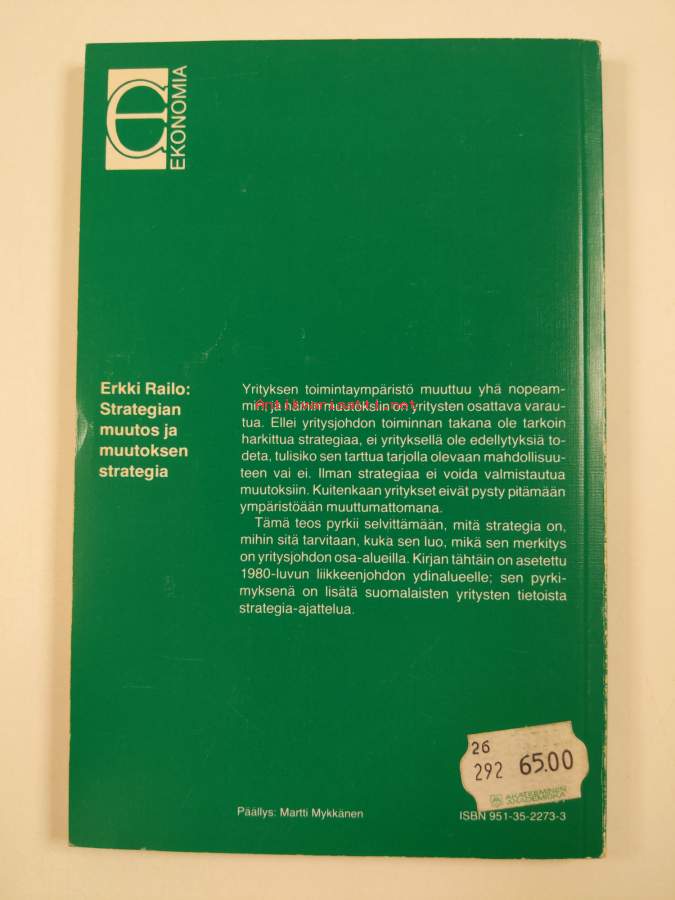 EKONOMIA
Erkki Railo:
Strategian
muutos ja
muutoksen
strategia
Yrityksen toimintaympäristö muuttuu yhä nopeam-
min ja näihin muutoksiin on yritysten osattava varau-
tua. Ellei yritysjohdon toiminnan takana ole tarkoin
harkittua strategiaa, ei yrityksellä ole edellytyksiä to-
deta, tulisiko sen tarttua tarjolla olevaan mahdollisuu-
teen vai ei. Ilman strategiaa ei voida valmistautua
muutoksiin. Kuitenkaan yritykset eivät pysty pitämään
ympäristöään muuttumattomana.
Tämä teos pyrkii selvittämään, mitä strategia on,
mihin sitä tarvitaan, kuka sen luo, mikä sen merkitys
on yritysjohdon osa-alueilla. Kirjan tähtäin on asetettu
1980-luvun liikkeenjohdon ydinalueelle; sen pyrki-
myksenä on lisätä suomalaisten yritysten tietoista
strategia-ajattelua.
Antikvariaatti.net
26
292 65.00
AKATEEMINEN
AKADEMISKA
Päällys: Martti Mykkänen
ISBN 951-35-2273-3